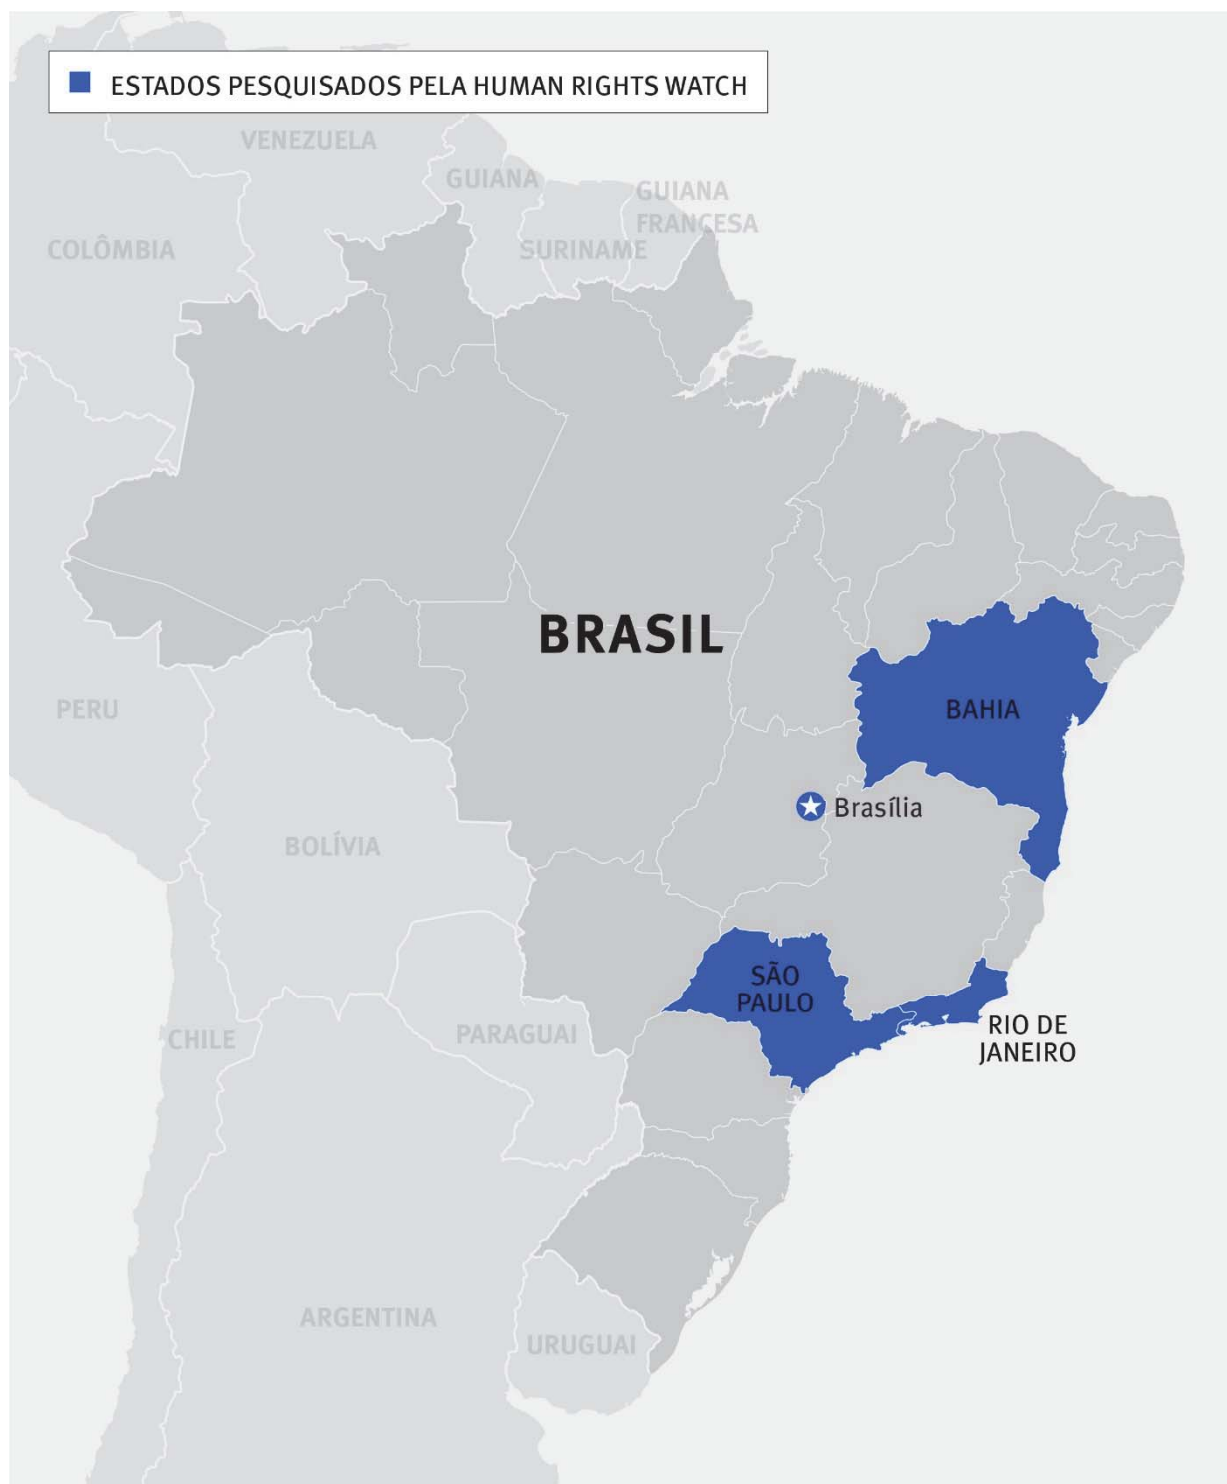 ESTADOS PESQUISADOS PELA HUMAN RIGHTS WATCH
VENEZUELA
GUIANA
GUIANA
FRANCESA
SURINAME
COLÔMBIA
BRASIL
PERU
BAHIA
Brasília
BOLÍVIA
SÃO
PAULO
RIO DE
JANEIRO
CHILE
PARAGUAI
ARGENTINA
URUGUAI